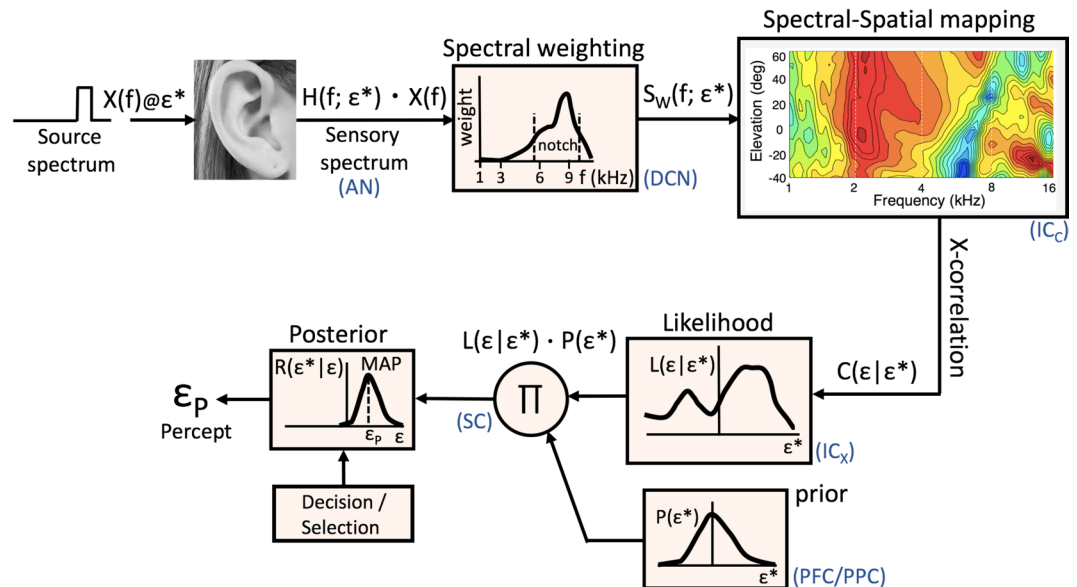 Spectral-Spatial mapping
Spectral weighting
X(f)@ε*
Source
spectrum
H(f; ε*) · X(f)
Sensory
spectrum
(AN)
weight
notch
1 3 6 9 f (kHz)
(DCN)
S_W(f; ε*)
Elevation (deg)
60
40
20
0
-20
-40
1 2 4 8 16
Frequency (kHz)
(IC_C)
X-correlation
C(ε|ε*)
Likelihood
L(ε|ε*)
ε*
(IC_X)
prior
P(ε*)
ε*
(PFC/PPC)
L(ε|ε*) · P(ε*)
Π
(SC)
Posterior
R(ε*|ε) MAP
ε_P ε
Decision /
Selection
ε_P
Percept